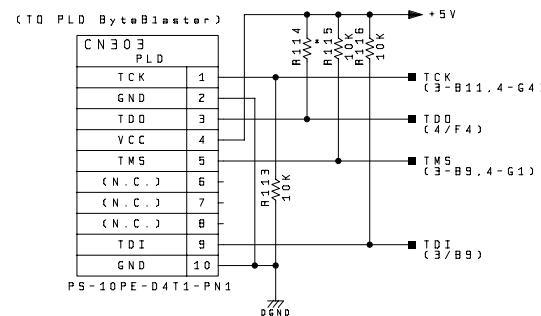 (TO PLD ByteBlaster)
CN303
PLD
TCK 1
GND 2
TDO 3
VCC 4
TMS 5
(N.C.) 6
(N.C.) 7
(N.C.) 8
TDI 9
GND 10
PS-10PE-D4T1-PN1
R113
10K
R114
*
R115
10K
R116
10K
+5V
TCK
(3-B11,4-G4)
TDO
(4/F4)
TMS
(3-B9,4-G1)
TDI
(3/B9)
DGND